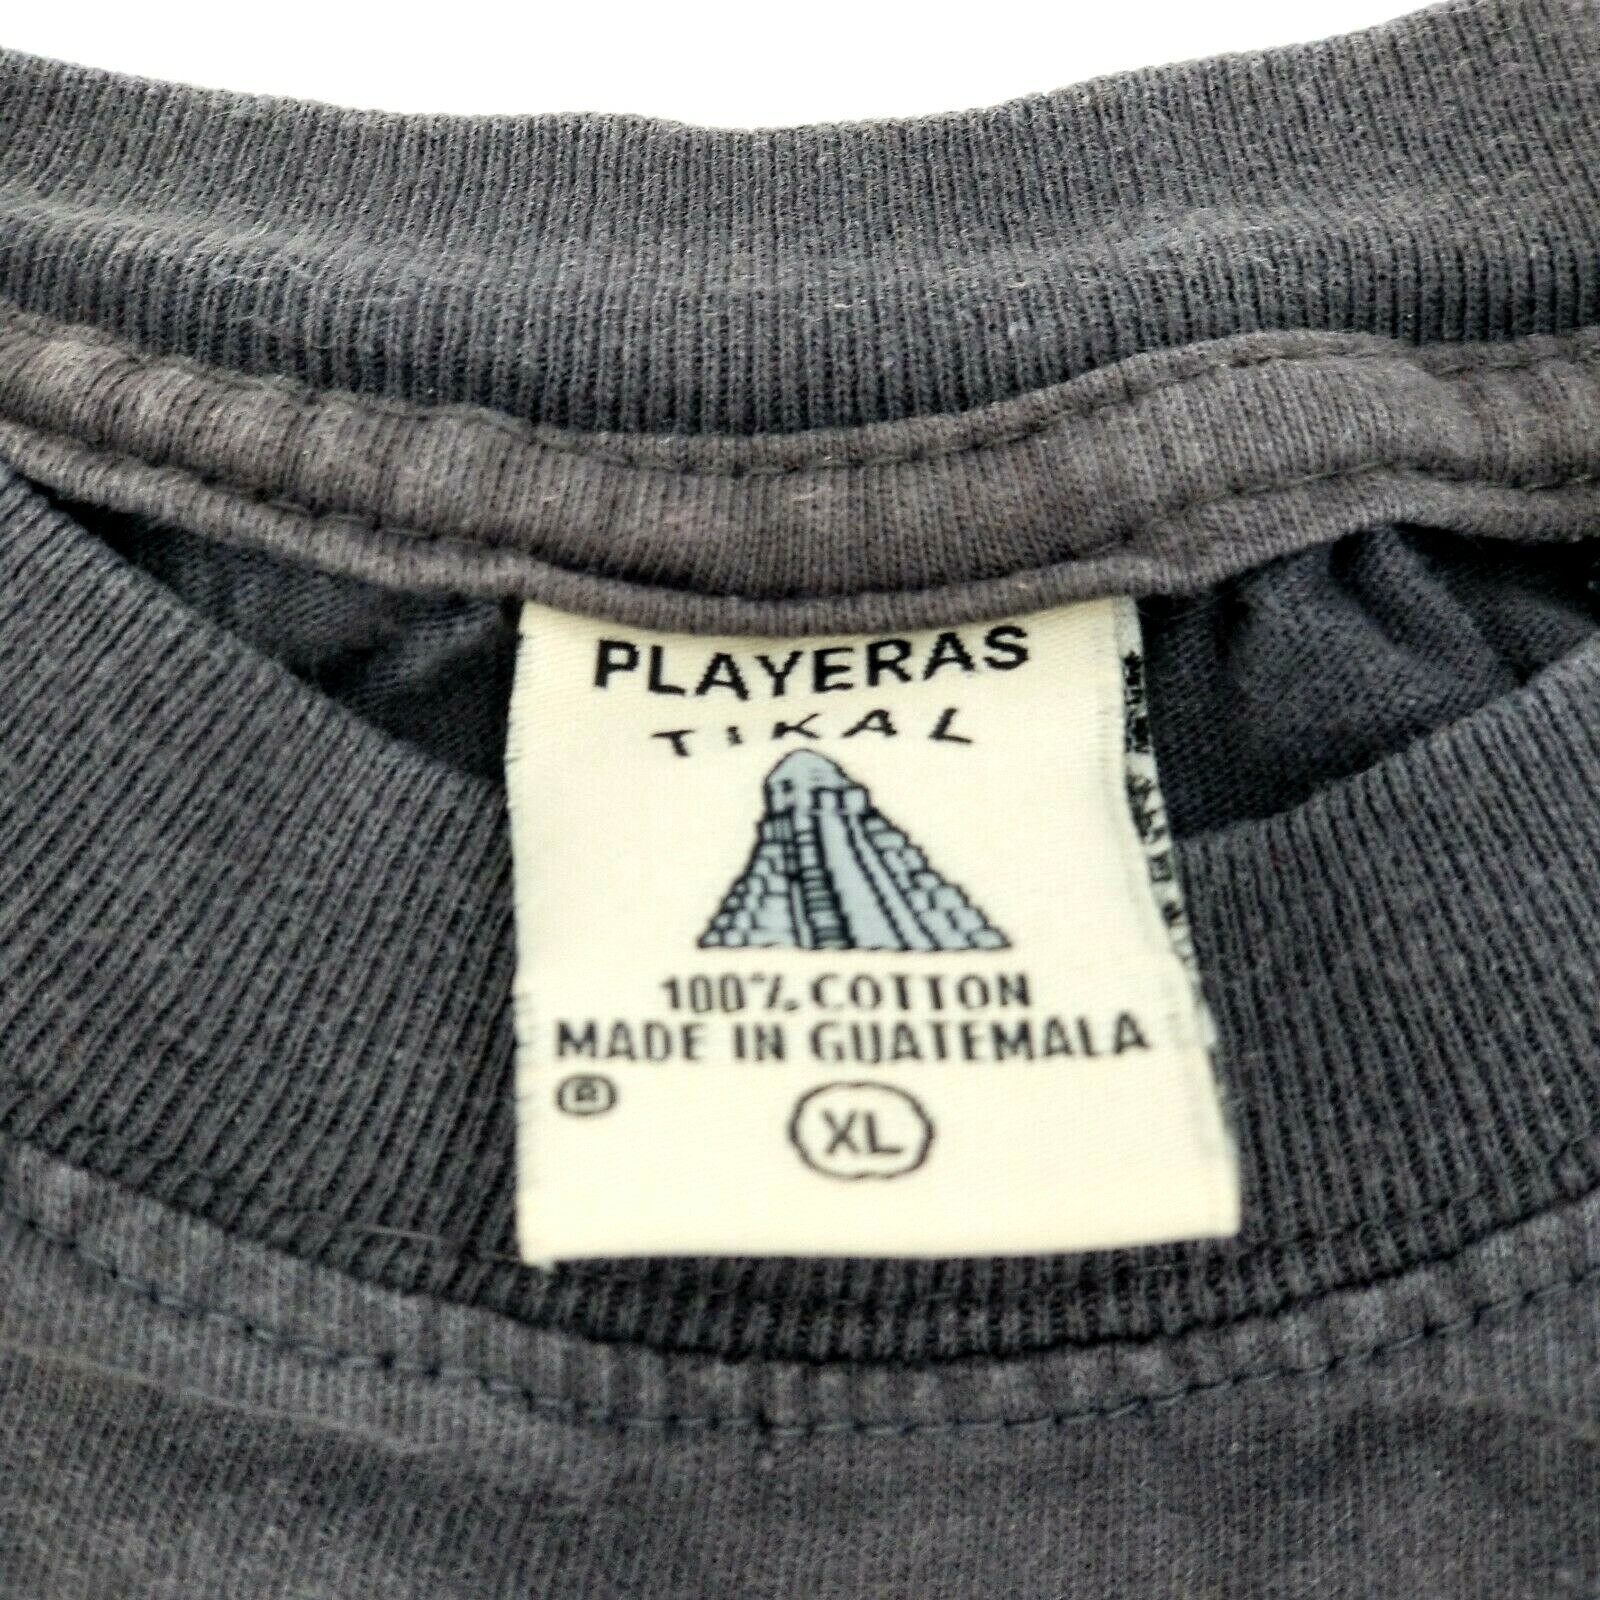 PLAYERAS
TIKAL
100% COTTON
MADE IN GUATEMALA
®
XL